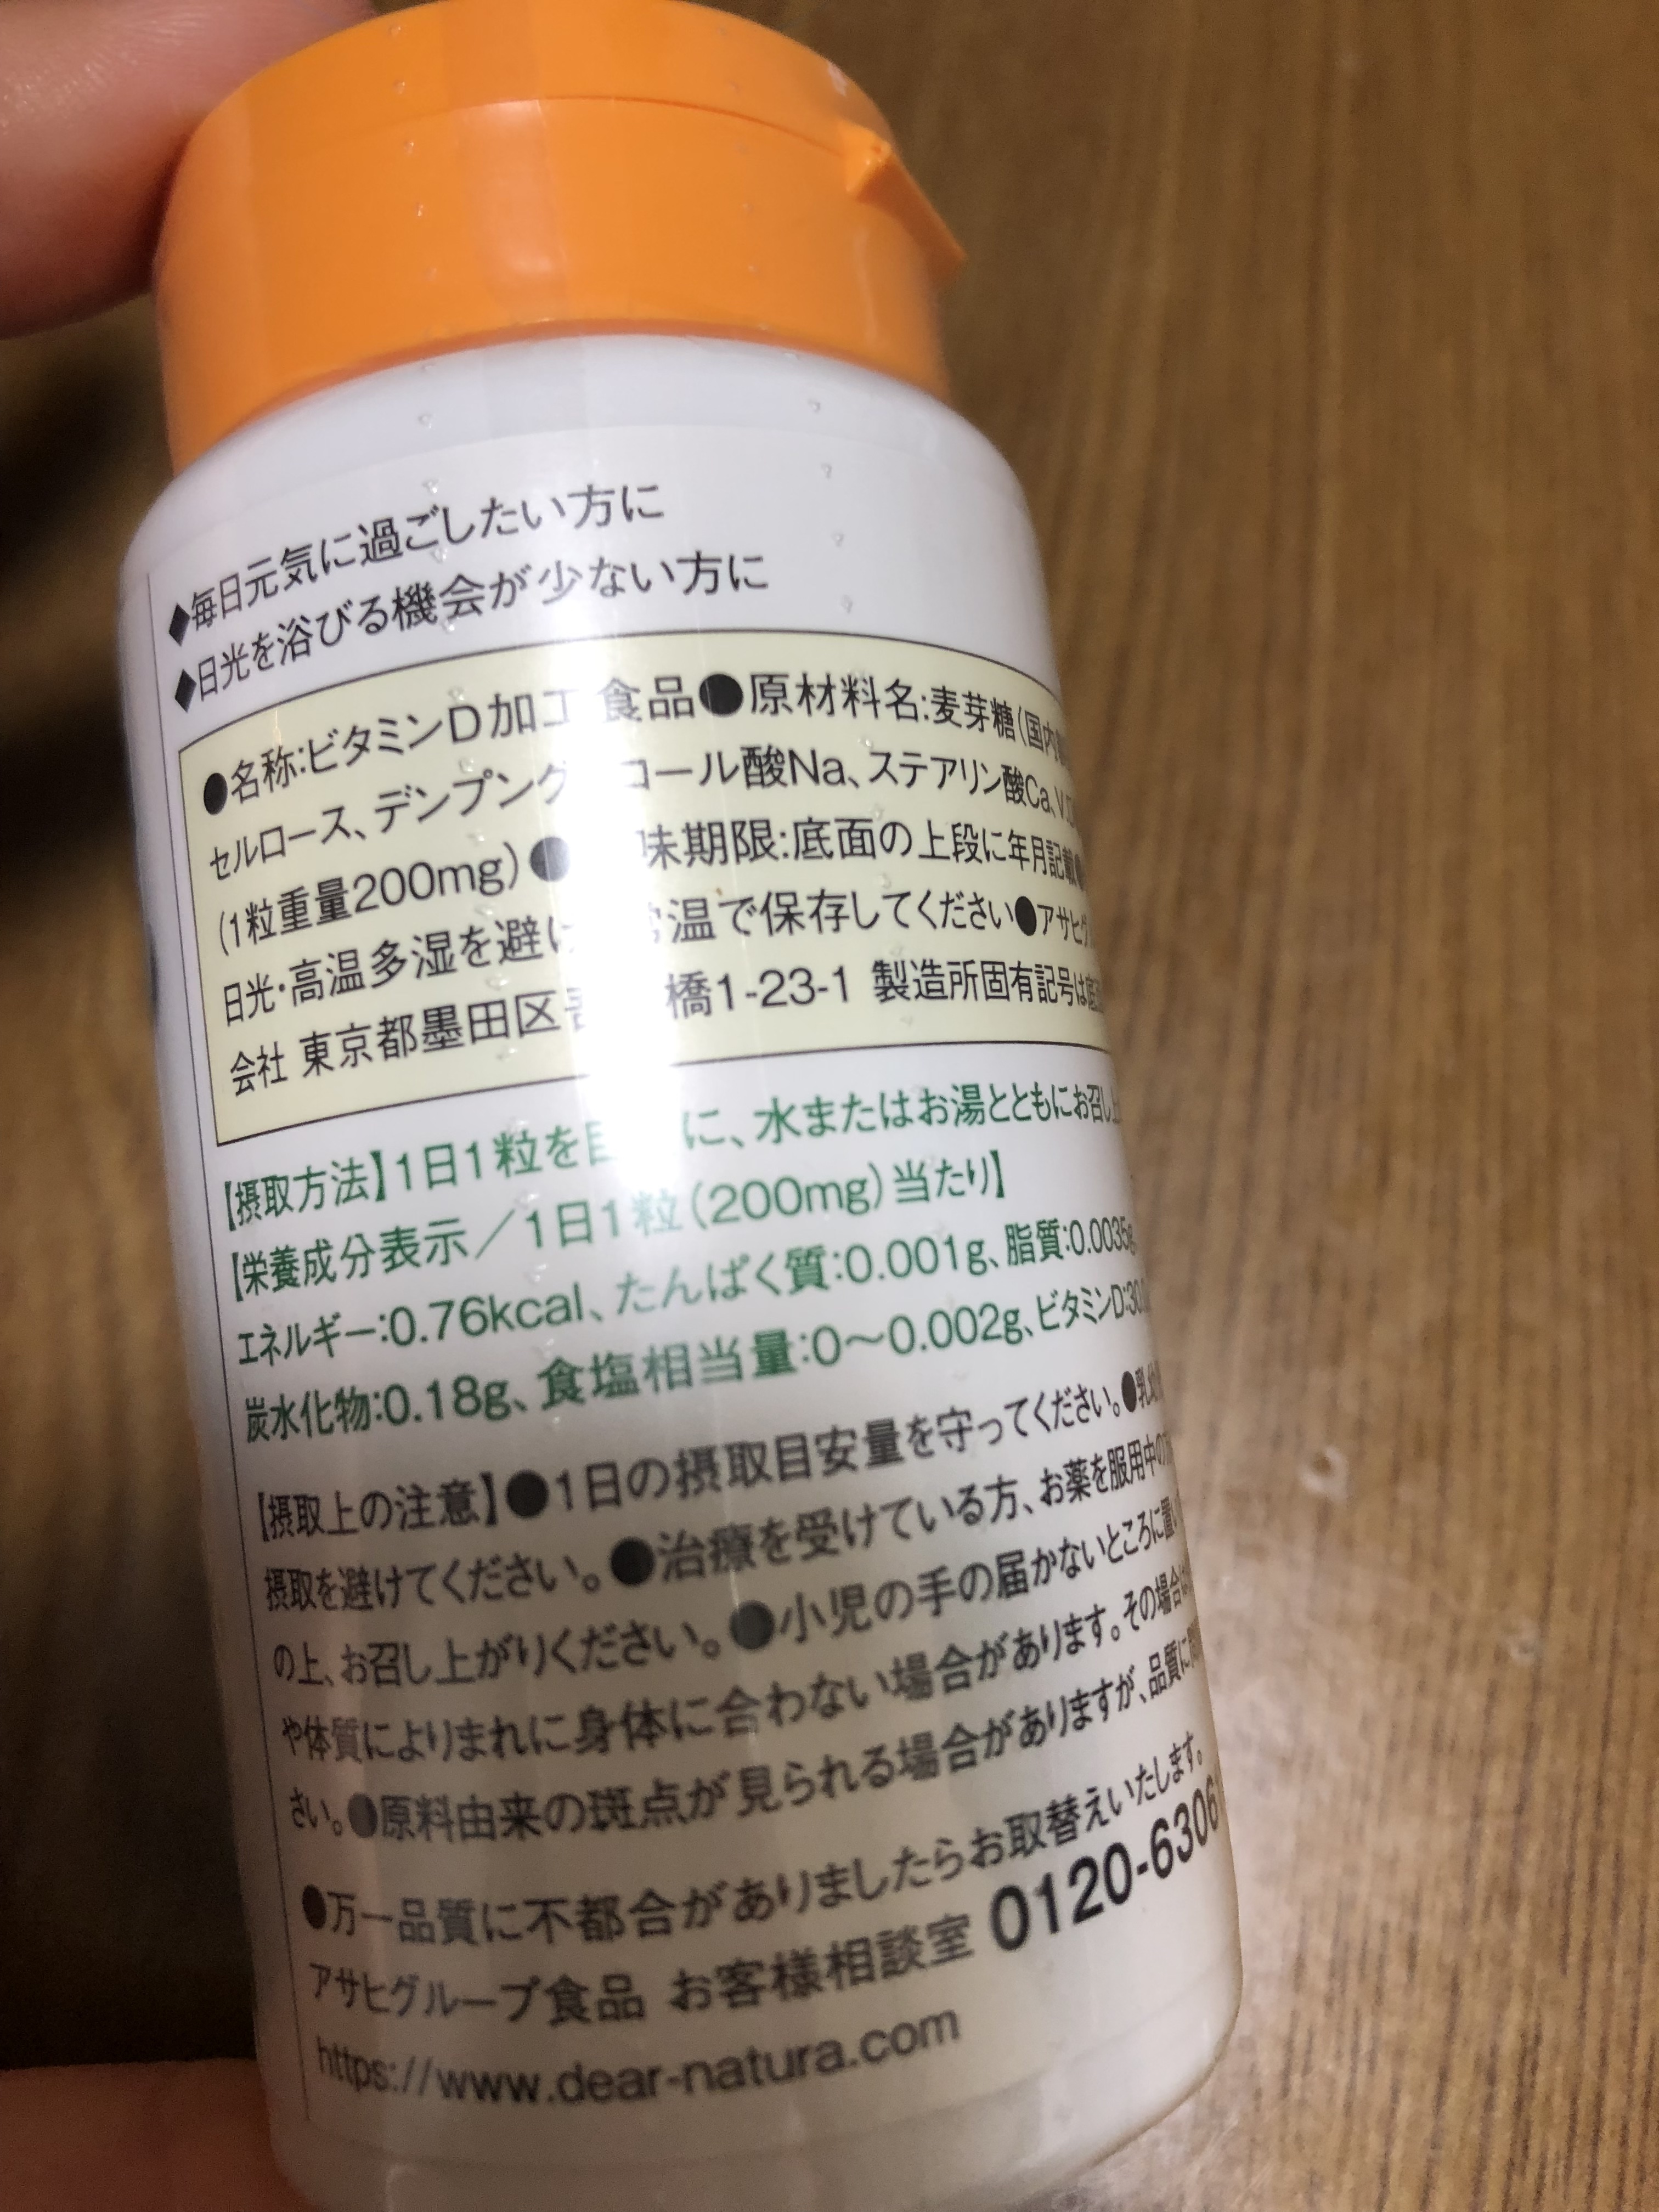 ◆毎日元気に過ごしたい方に
◆日光を浴びる機会が少ない方に
●名称:ビタミンD加工食品●原材料名:麦芽糖(国内
セルロース、デンプング コール酸Na、ステアリン酸Ca、V.D
(1粒重量200mg)● 味期限:底面の上段に年月記載●
日光・高温多湿を避け 温で保存してください●アサヒグ
会社 東京都墨田区 橋1-23-1 製造所固有記号は
【摂取方法】1日1粒を目 に、水またはお湯とともにお召し上
【栄養成分表示/1日1粒(200mg)当たり】
エネルギー:0.76kcal、たんぱく質:0.001g、脂質:0.0035g
炭水化物:0.18g、食塩相当量:0〜0.002g、ビタミンD:30
【摂取上の注意】●1日の摂取目安量を守ってください。●乳幼
摂取を避けてください。●治療を受けている方、お薬を服用中の
の上、お召し上がりください。●小児の手の届かないところに置
や体質によりまれに身体に合わない場合があります。その場合は
さい。●原料由来の斑点が見られる場合がありますが、品質に
●万一品質に不都合がありましたらお取替えいたします。
アサヒグループ食品 お客様相談室 0120-6306
https://www.dear-natura.com